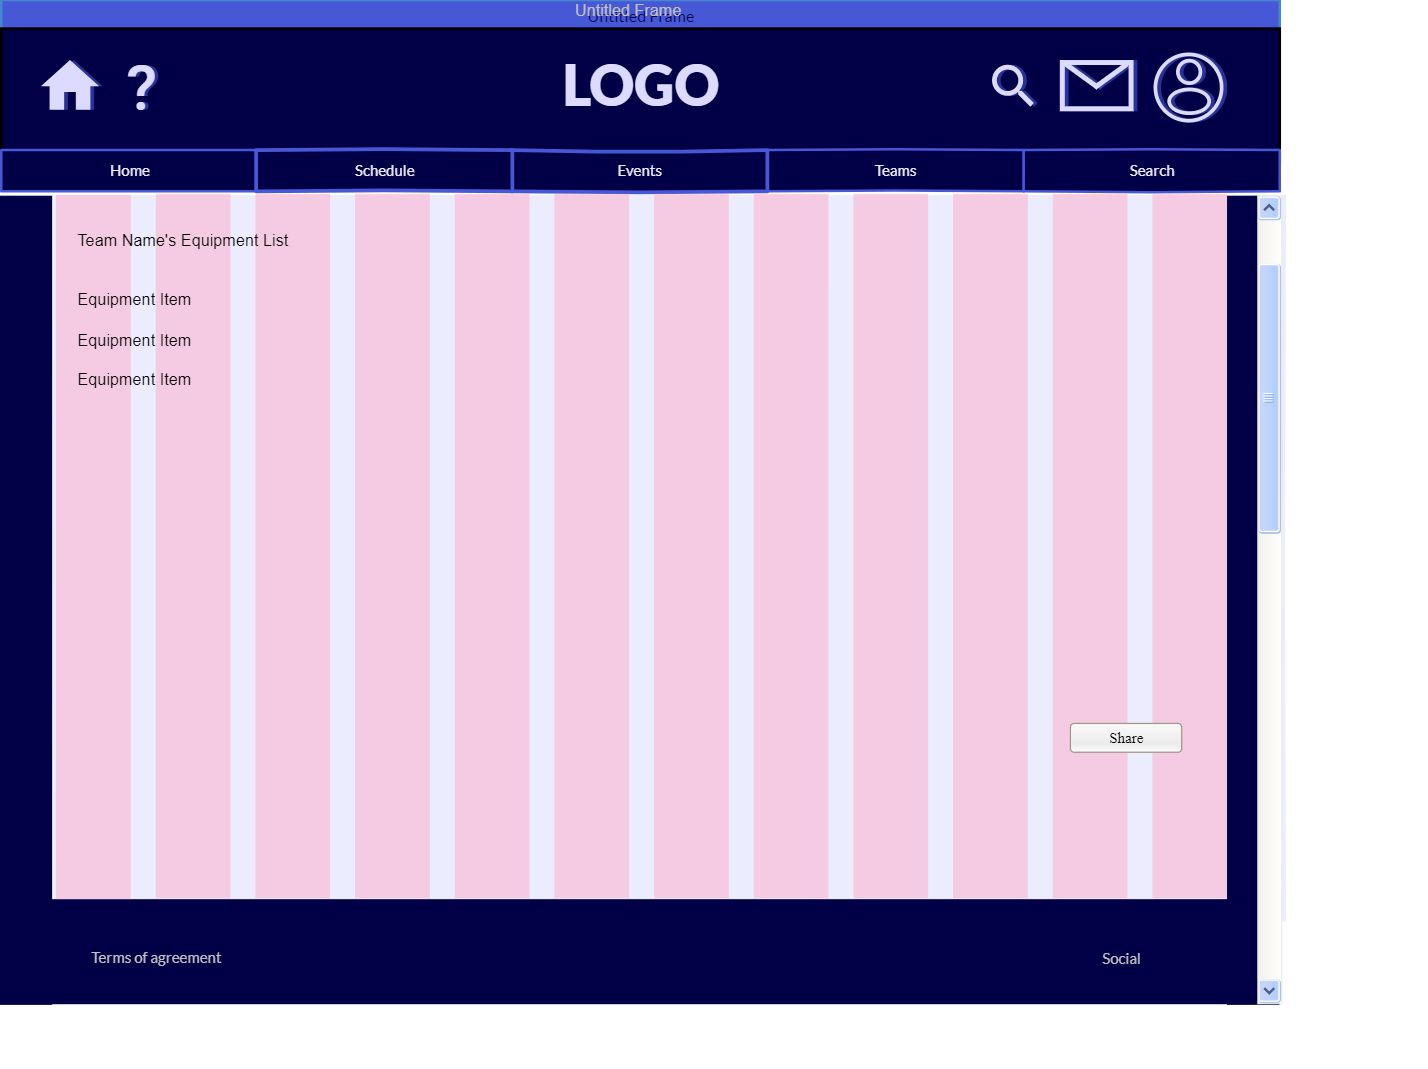 Untitled Frame
Untitled Frame
?
LOGO
Home
Schedule
Events
Teams
Search
Team Name's Equipment List
Equipment Item
Equipment Item
Equipment Item
Share
Terms of agreement
Social